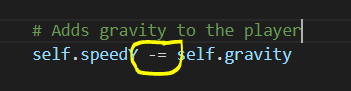 # Adds gravity to the player
self.speedY -= self.gravity